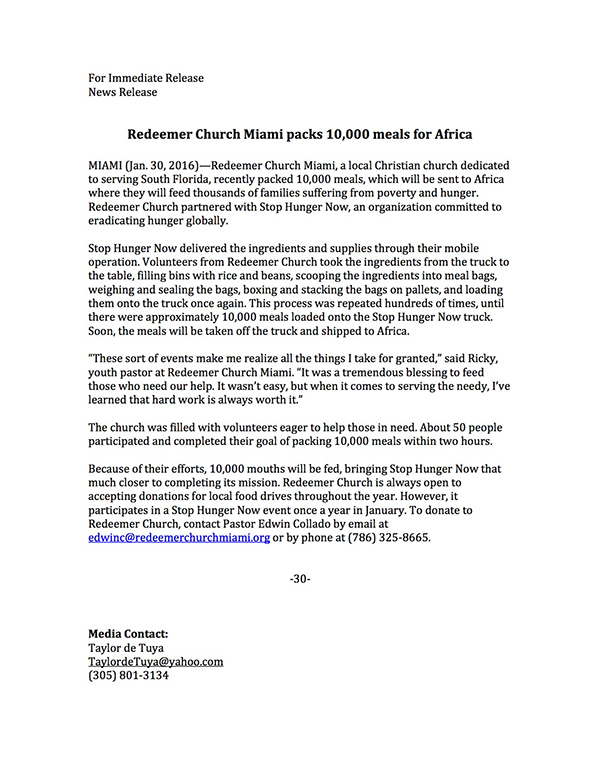 For Immediate Release
News Release
Redeemer Church Miami packs 10,000 meals for Africa
MIAMI (Jan. 30, 2016)—Redeemer Church Miami, a local Christian church dedicated
to serving South Florida, recently packed 10,000 meals, which will be sent to Africa
where they will feed thousands of families suffering from poverty and hunger.
Redeemer Church partnered with Stop Hunger Now, an organization committed to
eradicating hunger globally.
Stop Hunger Now delivered the ingredients and supplies through their mobile
operation. Volunteers from Redeemer Church took the ingredients from the truck to
the table, filling bins with rice and beans, scooping the ingredients into meal bags,
weighing and sealing the bags, boxing and stacking the bags on pallets, and loading
them onto the truck once again. This process was repeated hundreds of times, until
there were approximately 10,000 meals loaded onto the Stop Hunger Now truck.
Soon, the meals will be taken off the truck and shipped to Africa.
“These sort of events make me realize all the things I take for granted,” said Ricky,
youth pastor at Redeemer Church Miami. “It was a tremendous blessing to feed
those who need our help. It wasn’t easy, but when it comes to serving the needy, I’ve
learned that hard work is always worth it.”
The church was filled with volunteers eager to help those in need. About 50 people
participated and completed their goal of packing 10,000 meals within two hours.
Because of their efforts, 10,000 mouths will be fed, bringing Stop Hunger Now that
much closer to completing its mission. Redeemer Church is always open to
accepting donations for local food drives throughout the year. However, it
participates in a Stop Hunger Now event once a year in January. To donate to
Redeemer Church, contact Pastor Edwin Collado by email at
edwinc@redeemerchurchmiami.org or by phone at (786) 325-8665.
-30-
Media Contact:
Taylor de Tuya
TaylordeTuya@yahoo.com
(305) 801-3134